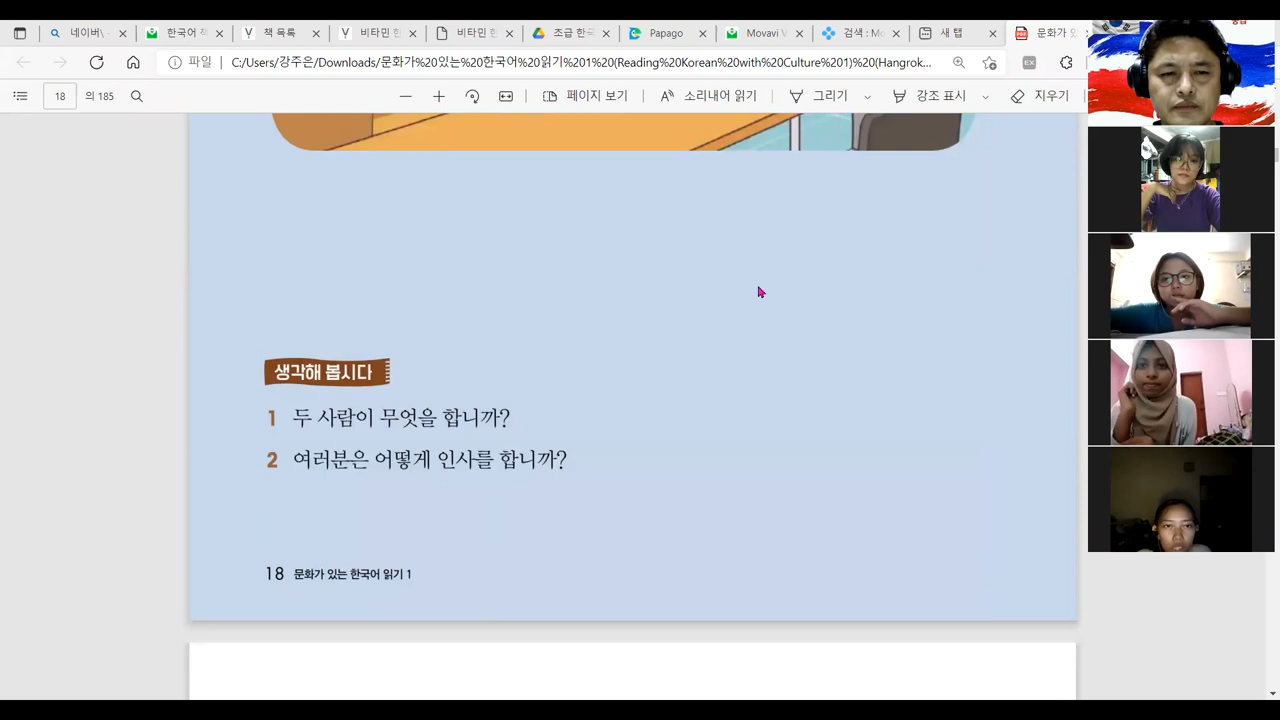 네이버\
한국어 책
책 목록
비타민 한
비타민 한
초급 한국
Papago
Movavi V
검색 : Mo
새 탭
문화가 있
파일
C:/Users/강주은/Downloads/문화가%20있는%20한국어%20읽기%201%20(Reading%20Korean%20with%20Culture%201)%20(Hangrok...
18 의 185
페이지 보기
소리내어 읽기
그리기
강조 표시
지우기
생각해 봅시다
1 두 사람이 무엇을 합니까?
2 여러분은 어떻게 인사를 합니까?
18 문화가 있는 한국어 읽기 1